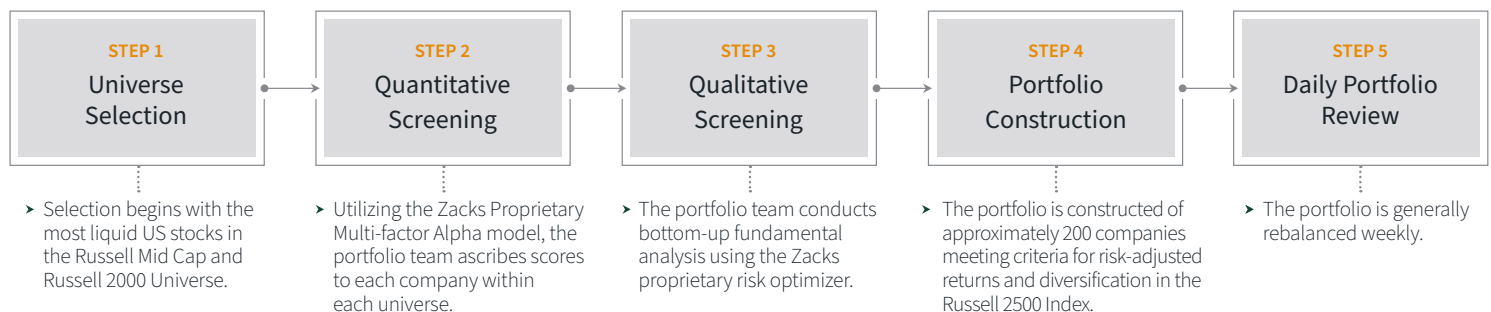 STEP 1
Universe
Selection
STEP 2
Quantitative
Screening
STEP 3
Qualitative
Screening
STEP 4
Portfolio
Construction
STEP 5
Daily Portfolio
Review
Selection begins with the
most liquid US stocks in
the Russell Mid Cap and
Russell 2000 Universe.
Utilizing the Zacks Proprietary
Multi-factor Alpha model, the
portfolio team ascribes scores
to each company within
each universe.
The portfolio team conducts
bottom-up fundamental
analysis using the Zacks
proprietary risk optimizer.
The portfolio is constructed of
approximately 200 companies
meeting criteria for risk-adjusted
returns and diversification in the
Russell 2500 Index.
The portfolio is generally
rebalanced weekly.